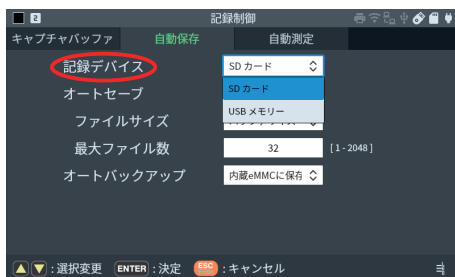 2 記録制御
キャプチャバッファ 自動保存 自動測定
記録デバイス SD カード
オートセーブ SD カード
USB メモリー
ファイルサイズ
最大ファイル数 32 [1 - 2048]
オートバックアップ 内蔵eMMCに保存
▲▼:選択変更 ENTER:決定 ESC:キャンセル